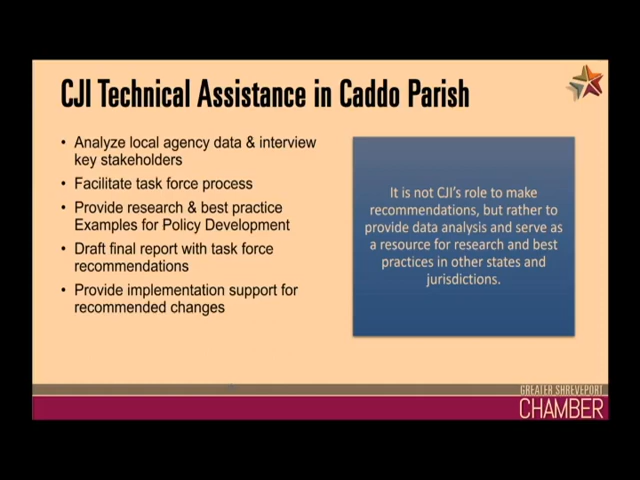 CJI Technical Assistance in Caddo Parish
• Analyze local agency data & interview
key stakeholders
• Facilitate task force process
• Provide research & best practice
Examples for Policy Development
• Draft final report with task force
recommendations
• Provide implementation support for
recommended changes
It is not CJI's role to make
recommendations, but rather to
provide data analysis and serve as
a resource for research and best
practices in other states and
jurisdictions.
GREATER SHREVEPORT
CHAMBER